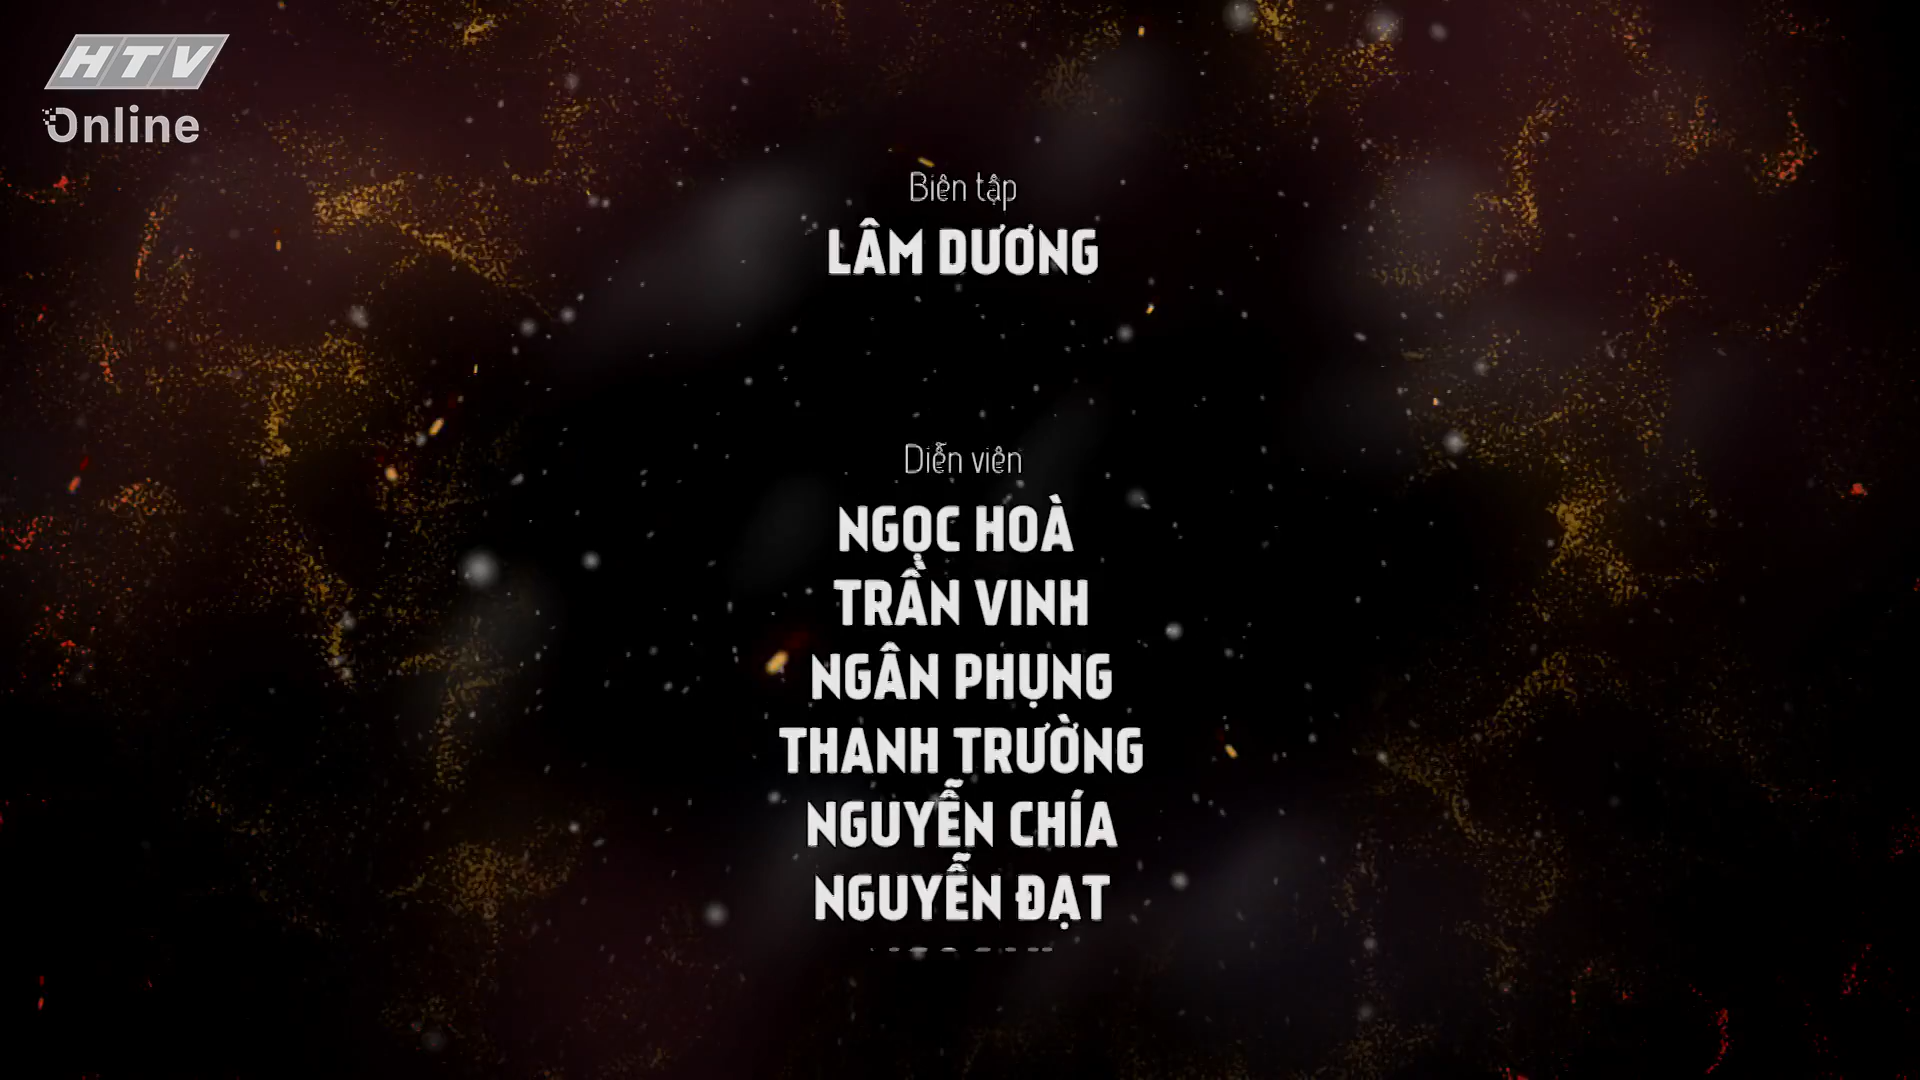 HTV
Online
Biên tập
LÂM DƯƠNG
Diễn viên
NGỌC HOÀ
TRẦN VINH
NGÂN PHỤNG
THANH TRƯỜNG
NGUYỄN CHÍA
NGUYỄN ĐẠT